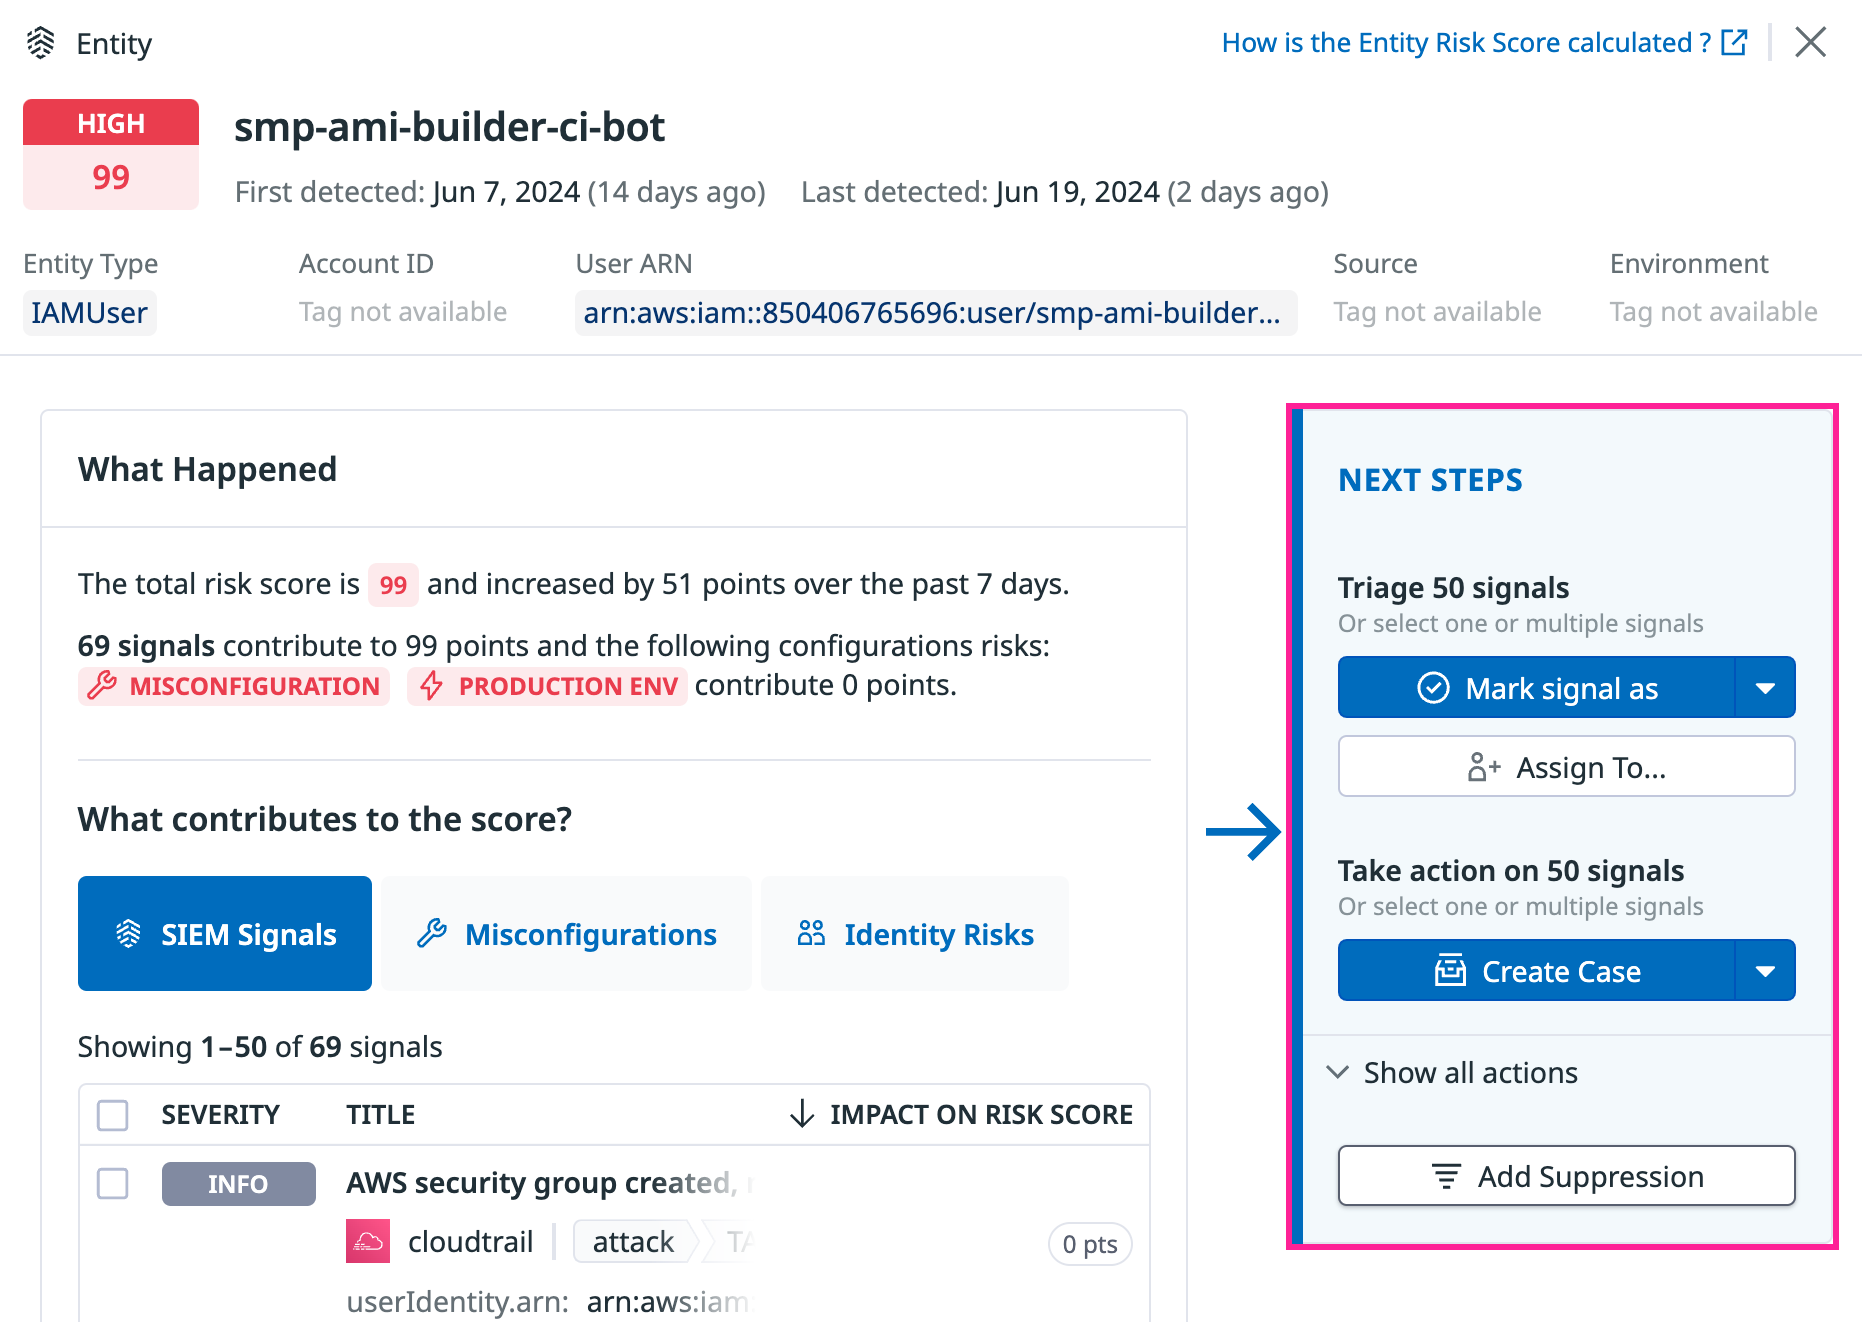 Entity
How is the Entity Risk Score calculated ?
HIGH
99
smp-ami-builder-ci-bot
First detected: Jun 7, 2024 (14 days ago) Last detected: Jun 19, 2024 (2 days ago)
Entity Type
IAMUser
Account ID
Tag not available
User ARN
arn:aws:iam::850406765696:user/smp-ami-builder...
Source
Tag not available
Environment
Tag not available
What Happened
The total risk score is 99 and increased by 51 points over the past 7 days.
69 signals contribute to 99 points and the following configurations risks:
MISCONFIGURATION PRODUCTION ENV contribute 0 points.
What contributes to the score?
SIEM Signals Misconfigurations Identity Risks
Showing 1–50 of 69 signals
SEVERITY TITLE IMPACT ON RISK SCORE
INFO AWS security group created,
cloudtrail attack TA 0 pts
userIdentity.arn: arn:aws:iam:
NEXT STEPS
Triage 50 signals
Or select one or multiple signals
Mark signal as
Assign To...
Take action on 50 signals
Or select one or multiple signals
Create Case
Show all actions
Add Suppression